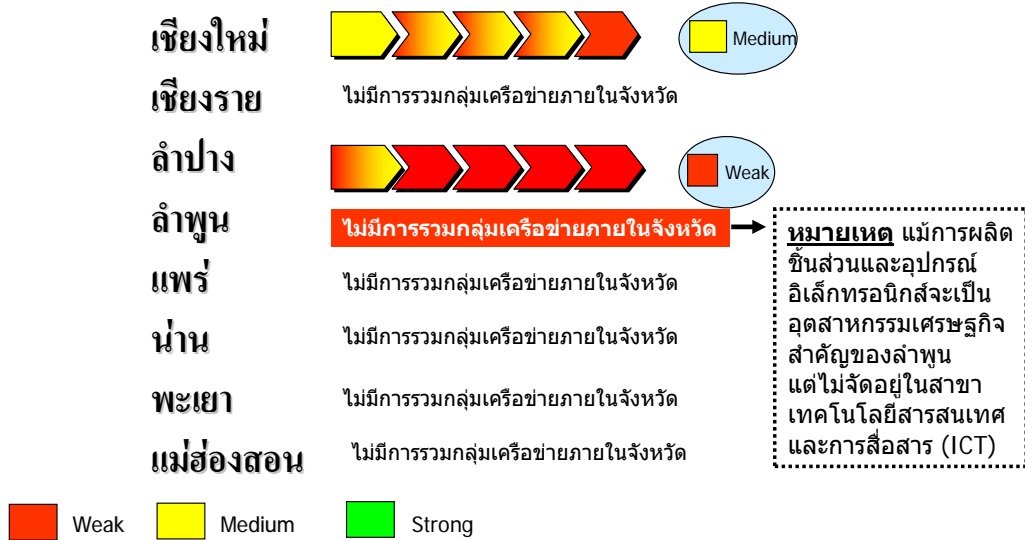 เชียงใหม่
Medium
เชียงราย
ไม่มีการรวมกลุ่มเครือข่ายภายในจังหวัด
ลำปาง
Weak
ลำพูน
ไม่มีการรวมกลุ่มเครือข่ายภายในจังหวัด
หมายเหตุ แม้การผลิต
ชิ้นส่วนและอุปกรณ์
อิเล็กทรอนิกส์จะเป็น
อุตสาหกรรมเศรษฐกิจ
สำคัญของลำพูน
แต่ไม่จัดอยู่ในสาขา
เทคโนโลยีสารสนเทศ
และการสื่อสาร (ICT)
แพร่
ไม่มีการรวมกลุ่มเครือข่ายภายในจังหวัด
น่าน
ไม่มีการรวมกลุ่มเครือข่ายภายในจังหวัด
พะเยา
ไม่มีการรวมกลุ่มเครือข่ายภายในจังหวัด
แม่ฮ่องสอน
ไม่มีการรวมกลุ่มเครือข่ายภายในจังหวัด
Weak
Medium
Strong